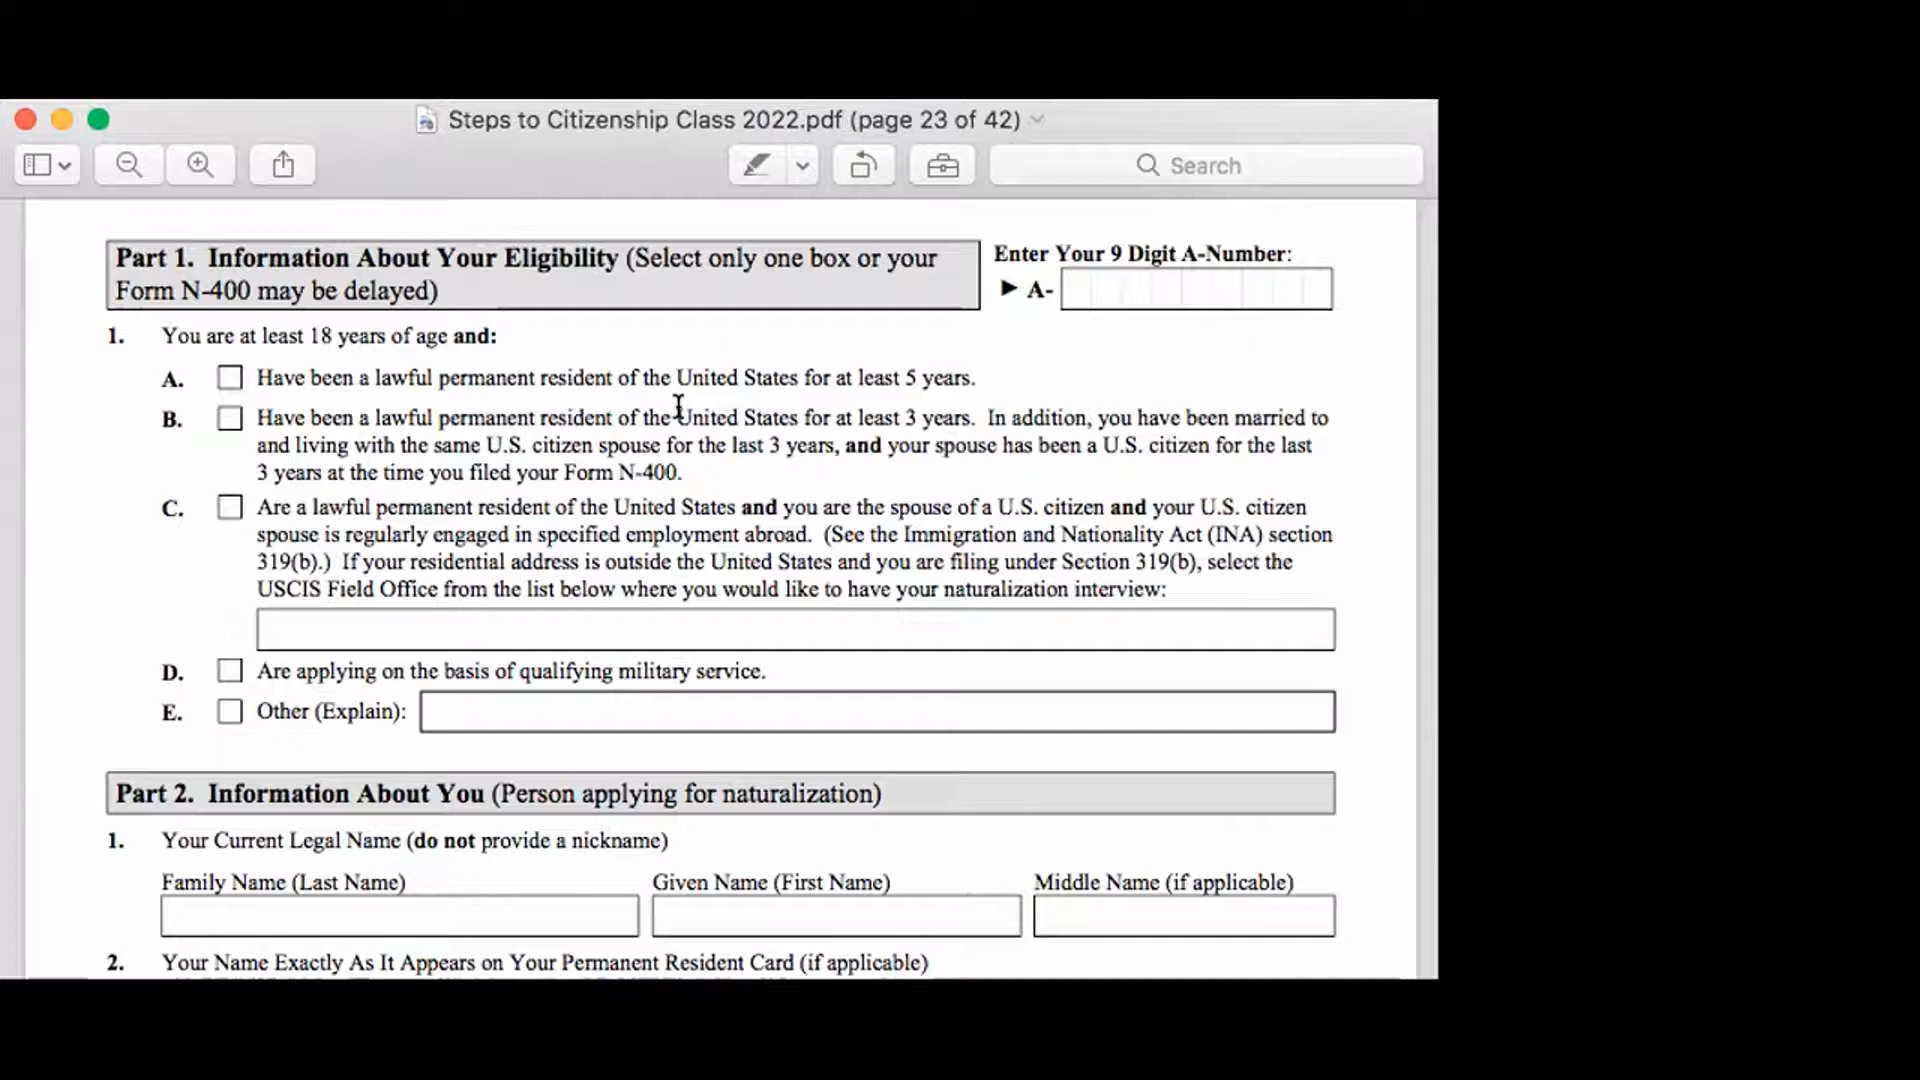 Steps to Citizenship Class 2022.pdf (page 23 of 42)
Search
Part 1. Information About Your Eligibility (Select only one box or your
Form N-400 may be delayed)
Enter Your 9 Digit A-Number:
► A-
1. You are at least 18 years of age and:
A. Have been a lawful permanent resident of the United States for at least 5 years.
B. Have been a lawful permanent resident of the United States for at least 3 years. In addition, you have been married to
and living with the same U.S. citizen spouse for the last 3 years, and your spouse has been a U.S. citizen for the last
3 years at the time you filed your Form N-400.
C. Are a lawful permanent resident of the United States and you are the spouse of a U.S. citizen and your U.S. citizen
spouse is regularly engaged in specified employment abroad. (See the Immigration and Nationality Act (INA) section
319(b).) If your residential address is outside the United States and you are filing under Section 319(b), select the
USCIS Field Office from the list below where you would like to have your naturalization interview:
D. Are applying on the basis of qualifying military service.
E. Other (Explain):
Part 2. Information About You (Person applying for naturalization)
1. Your Current Legal Name (do not provide a nickname)
Family Name (Last Name) Given Name (First Name) Middle Name (if applicable)
2. Your Name Exactly As It Appears on Your Permanent Resident Card (if applicable)